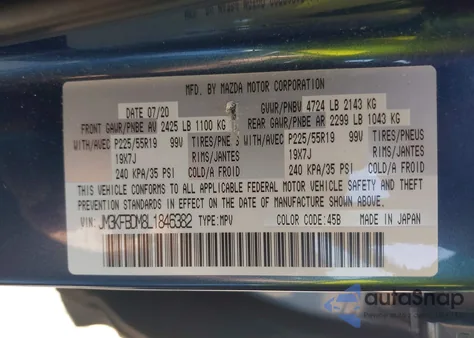 MFD. BY MAZDA MOTOR CORPORATION
DATE 07/20
GVWR/PNBV 4724 LB 2143 KG
FRONT GAWR/PNBE AV 2425 LB 1100 KG
REAR GAWR/PNBE AR 2299 LB 1043 KG
WITH/AVEC P225/55R19 99V TIRES/PNEUS
WITH/AVEC P225/55R19 99V TIRES/PNEUS
19X7J RIMS/JANTES
19X7J RIMS/JANTES
240 KPA/35 PSI COLD/FROID
240 KPA/35 PSI COLD/FROID
THIS VEHICLE CONFORMS TO ALL APPLICABLE FEDERAL MOTOR VEHICLE SAFETY AND THEFT
PREVENTION STANDARDS IN EFFECT ON THE DATE OF MANUFACTURE SHOWN ABOVE.
VIN: JM3KFBDM8L1846382 TYPE: MPV COLOR CODE: 45B MADE IN JAPAN
autoSnap